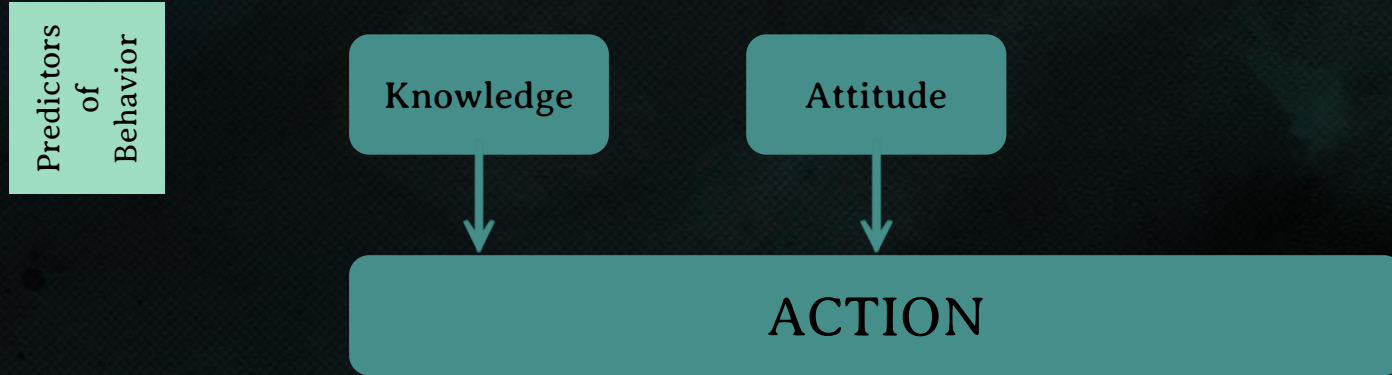 Predictors
of
Behavior
Knowledge
Attitude
ACTION